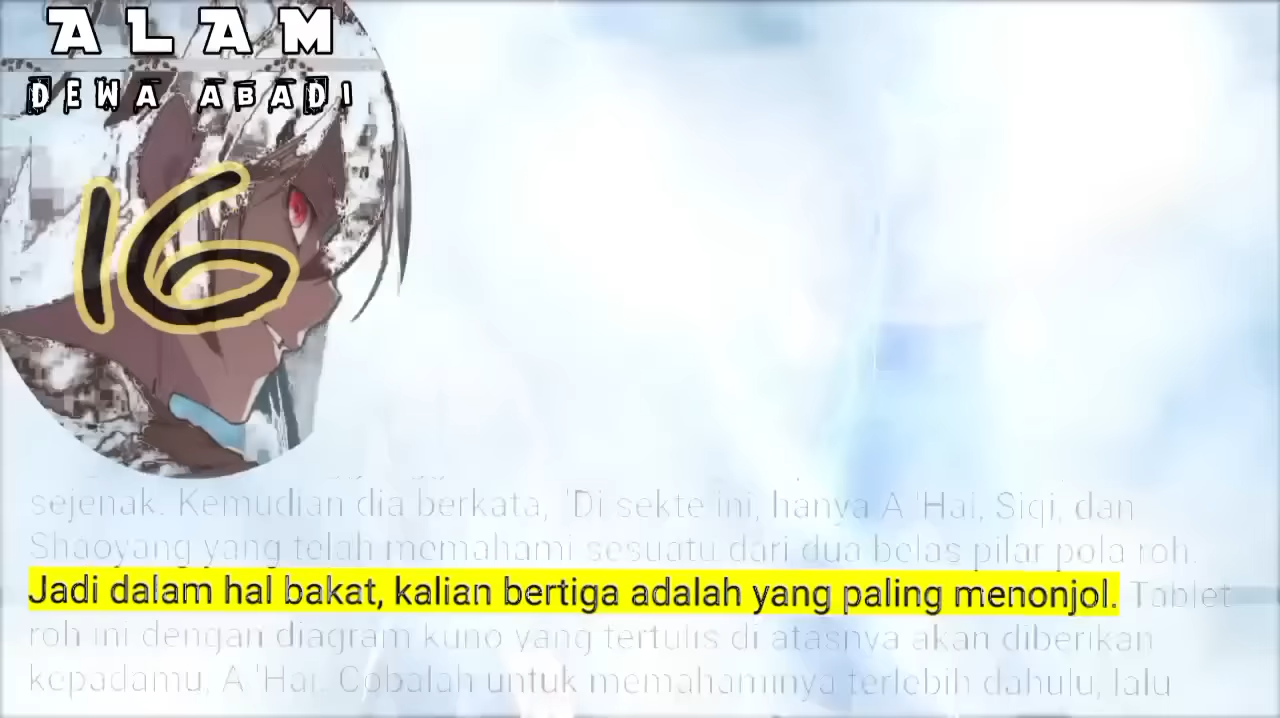 ALAM
DEWA ABADI
16
sejenak. Kemudian dia berkata, 'Di sekte ini, hanya A 'Hai, Siqi, dan
Shaoyang yang telah memahami sesuatu dari dua belas pilar pola roh.
Jadi dalam hal bakat, kalian bertiga adalah yang paling menonjol. Tablet
roh ini dengan diagram kuno yang tertulis di atasnya akan diberikan
kepadamu, A 'Hai. Cobalah untuk memahaminya terlebih dahulu, lalu